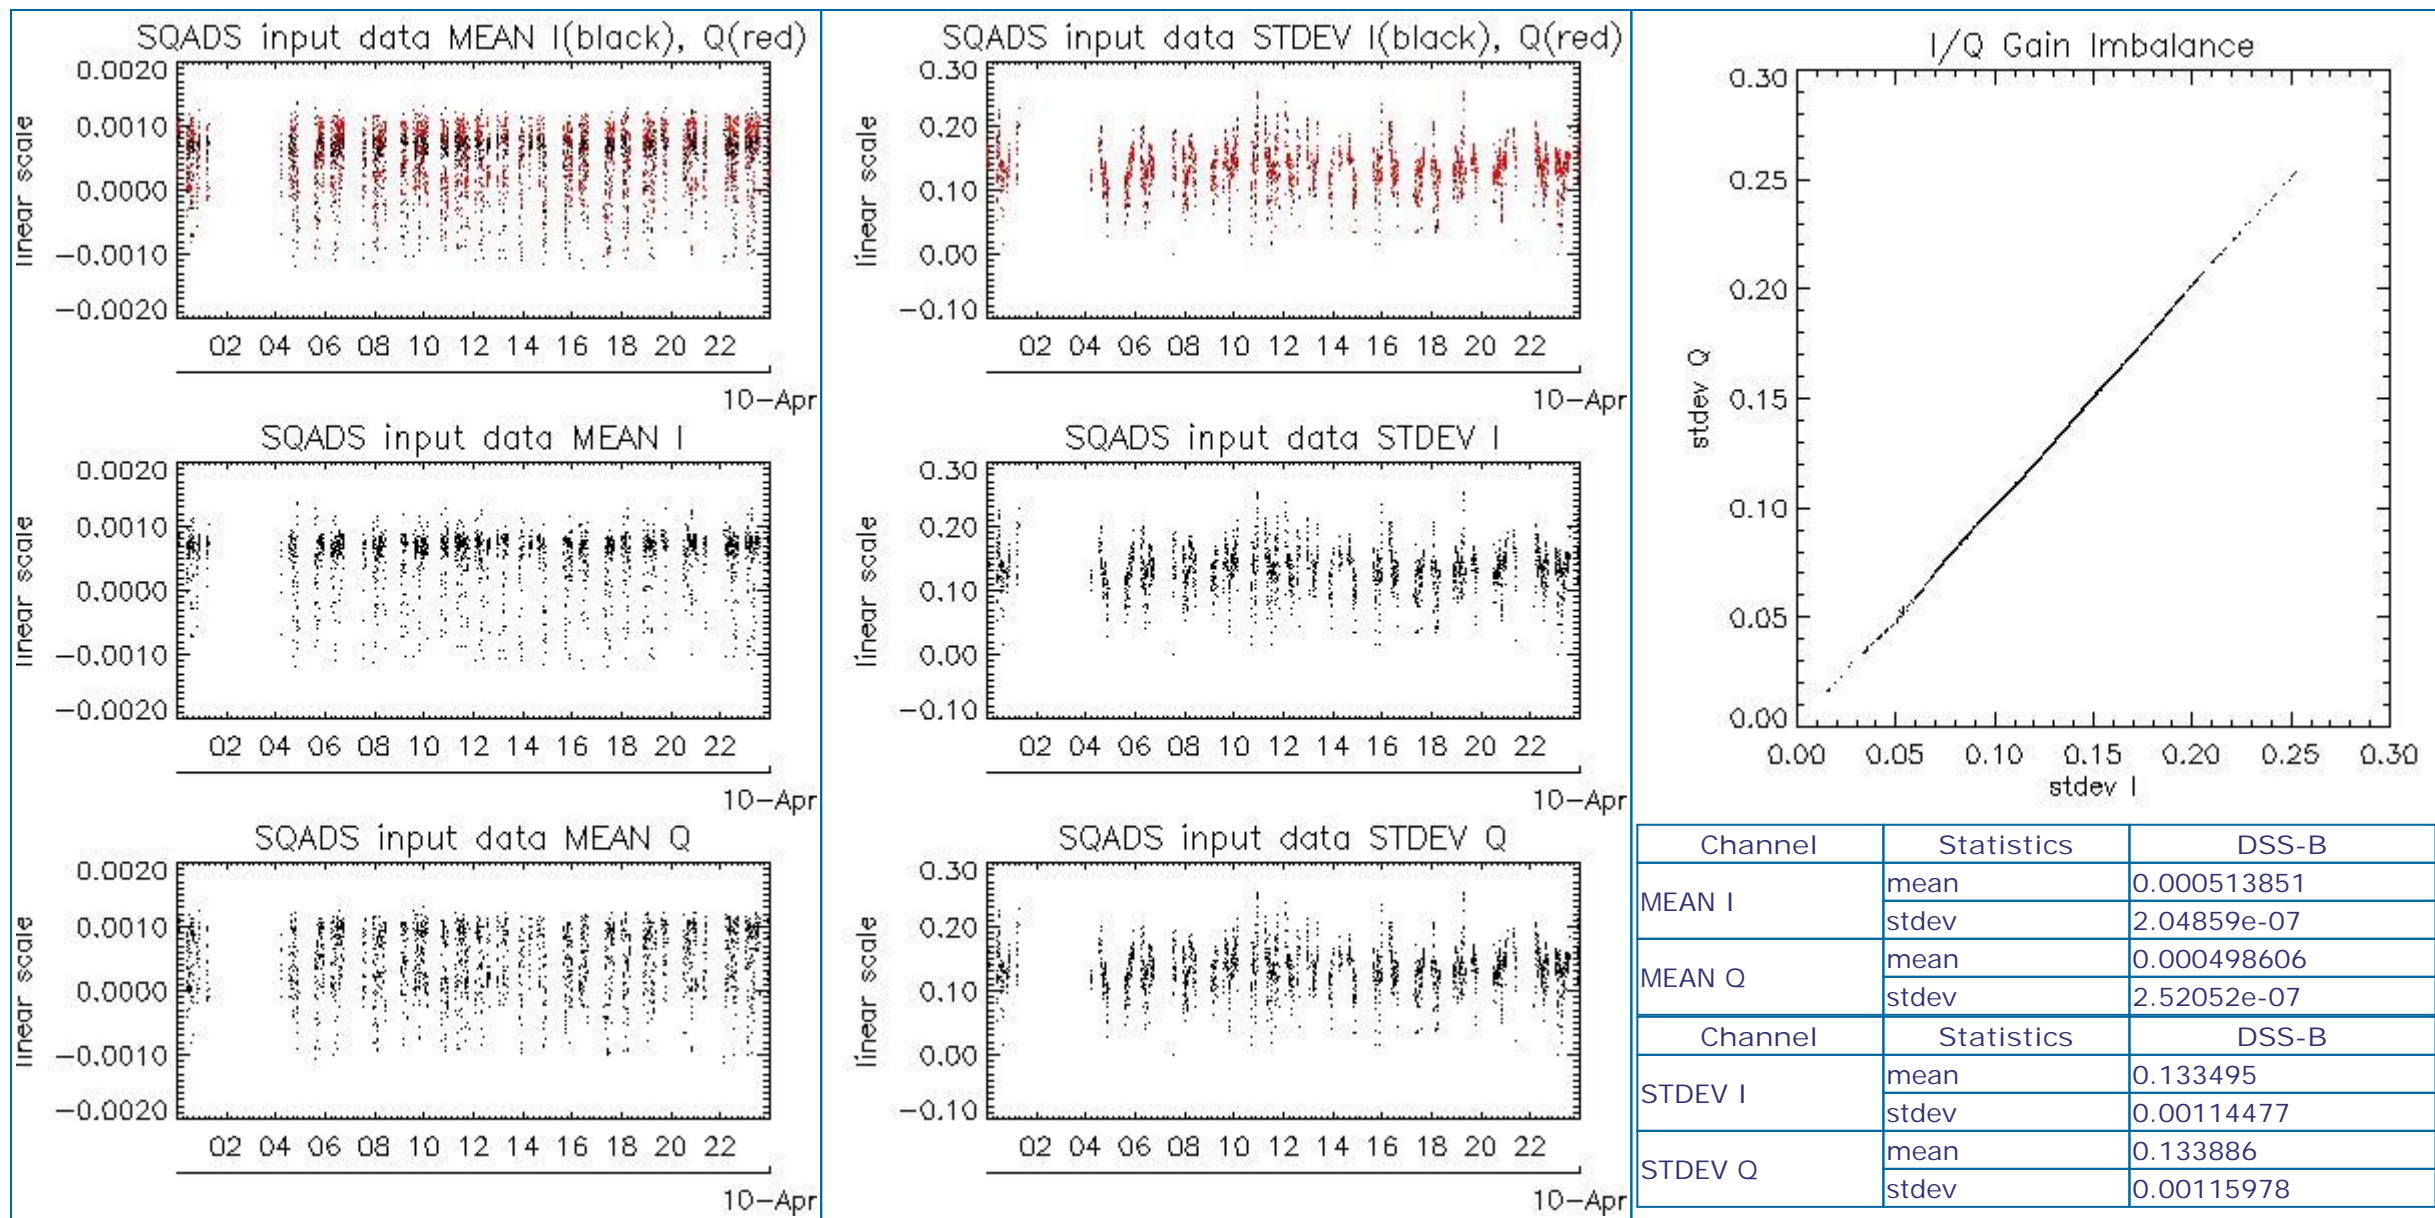 SQADS input data MEAN I(black), Q(red)
0.0020
0.0010
0.0000
−0.0010
−0.0020
linear scale
02 04 06 08 10 12 14 16 18 20 22
10−Apr
SQADS input data MEAN I
0.0020
0.0010
0.0000
−0.0010
−0.0020
linear scale
02 04 06 08 10 12 14 16 18 20 22
10−Apr
SQADS input data MEAN Q
0.0020
0.0010
0.0000
−0.0010
−0.0020
linear scale
02 04 06 08 10 12 14 16 18 20 22
10−Apr
SQADS input data STDEV I(black), Q(red)
0.30
0.20
0.10
0.00
−0.10
linear scale
02 04 06 08 10 12 14 16 18 20 22
10−Apr
SQADS input data STDEV I
0.30
0.20
0.10
0.00
−0.10
linear scale
02 04 06 08 10 12 14 16 18 20 22
10−Apr
SQADS input data STDEV Q
0.30
0.20
0.10
0.00
−0.10
linear scale
02 04 06 08 10 12 14 16 18 20 22
10−Apr
I/Q Gain Imbalance
0.30
0.25
0.20
0.15
0.10
0.05
0.00
stdev Q
0.00 0.05 0.10 0.15 0.20 0.25 0.30
stdev I
Channel Statistics DSS-B
MEAN I
mean 0.000513851
stdev 2.04859e-07
MEAN Q
mean 0.000498606
stdev 2.52052e-07
Channel Statistics DSS-B
STDEV I
mean 0.133495
stdev 0.00114477
STDEV Q
mean 0.133886
stdev 0.00115978